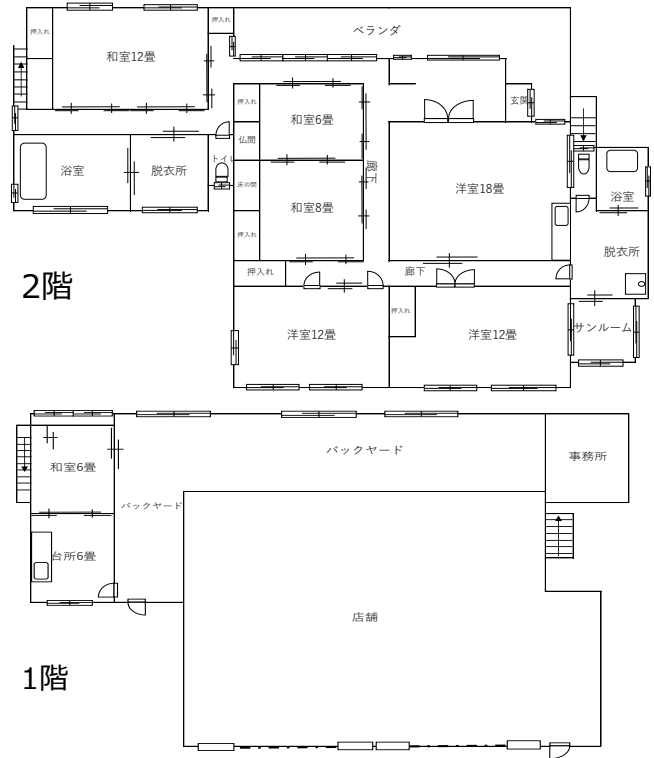 押入れ
和室12畳
押入れ
ベランダ
押入れ
和室6畳
玄関
仏間
浴室
脱衣所
トイレ
廊下
床の間
和室8畳
洋室18畳
浴室
押入れ
脱衣所
押入れ
廊下
2階
洋室12畳
押入れ
洋室12畳
サンルーム
バックヤード
和室6畳
事務所
バックヤード
台所6畳
店舗
1階